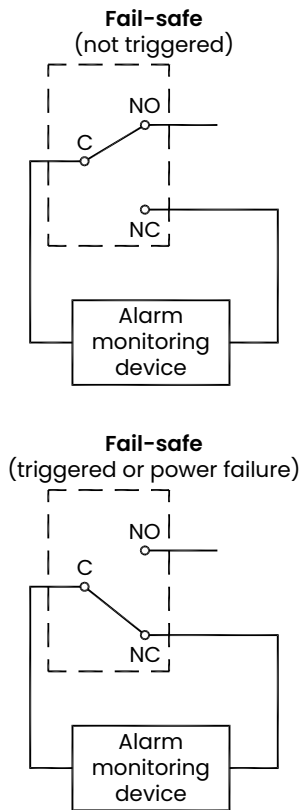 Fail-safe
(not triggered)
NO
C
NC
Alarm
monitoring
device
Fail-safe
(triggered or power failure)
NO
C
NC
Alarm
monitoring
device